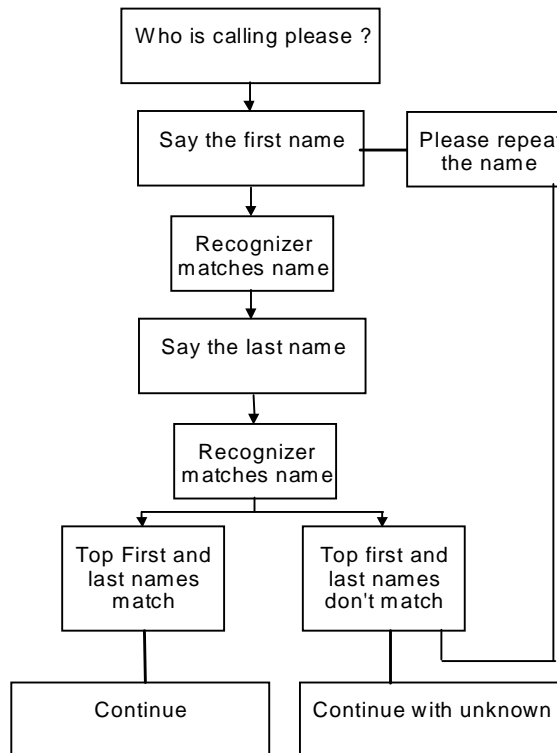 Who is calling please ?
Say the first name
Please repeat
the name
Recognizer
matches name
Say the last name
Recognizer
matches name
Top First and
last names
match
Top first and
last names
don't match
Continue
Continue with unknown